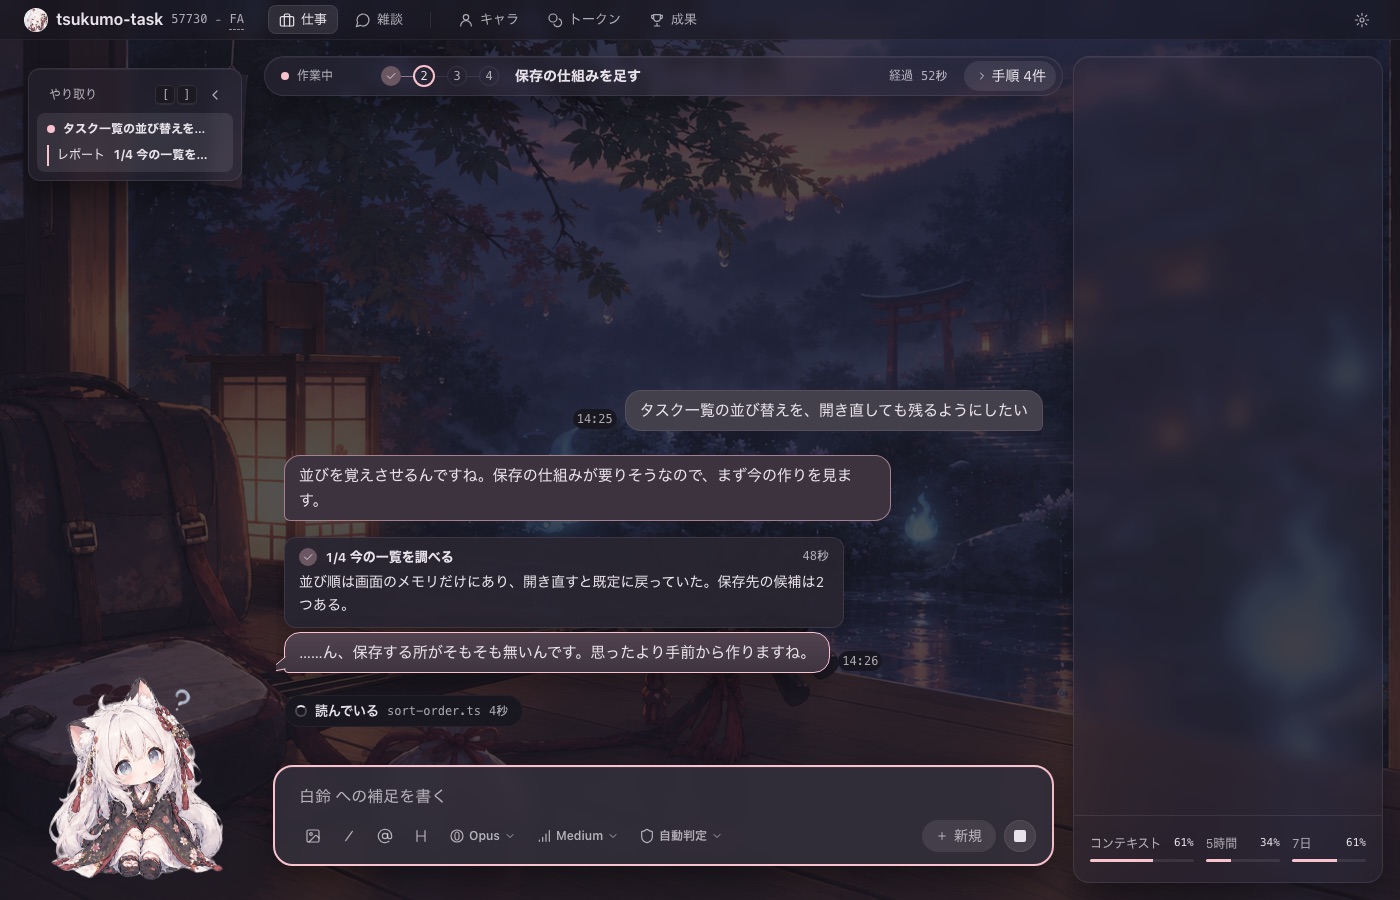 tsukumo-task 57730 - FA
仕事
雑談
キャラ
トークン
成果
やり取り [ ]
タスク一覧の並び替えを…
レポート 1/4 今の一覧を…
作業中
2 3 4
保存の仕組みを足す
経過 52秒
手順 4件
14:25
タスク一覧の並び替えを、開き直しても残るようにしたい
並びを覚えさせるんですね。保存の仕組みが要りそうなので、まず今の作りを見ま
す。
1/4 今の一覧を調べる 48秒
並び順は画面のメモリだけにあり、開き直すと既定に戻っていた。保存先の候補は2
つある。
……ん、保存する所がそもそも無いんです。思ったより手前から作りますね。
14:26
読んでいる sort-order.ts 4秒
白鈴 への補足を書く
/ @ H Opus Medium 自動判定
+ 新規
コンテキスト 61% 5時間 34% 7日 61%